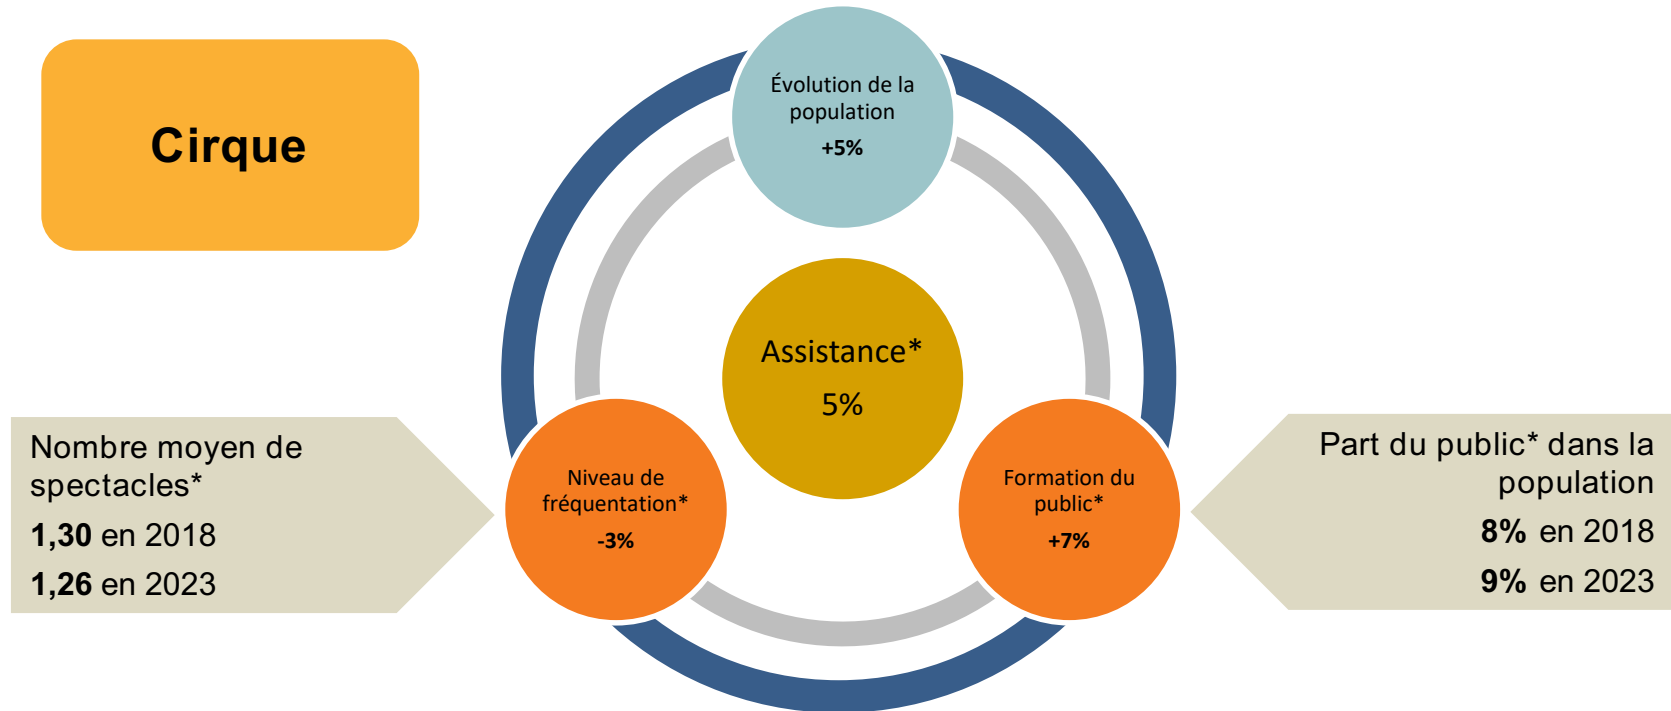 Cirque
Évolution de la
population
+5%
Assistance*
5%
Nombre moyen de
spectacles*
1,30 en 2018
1,26 en 2023
Niveau de
fréquentation*
-3%
Formation du
public*
+7%
Part du public* dans la
population
8% en 2018
9% en 2023